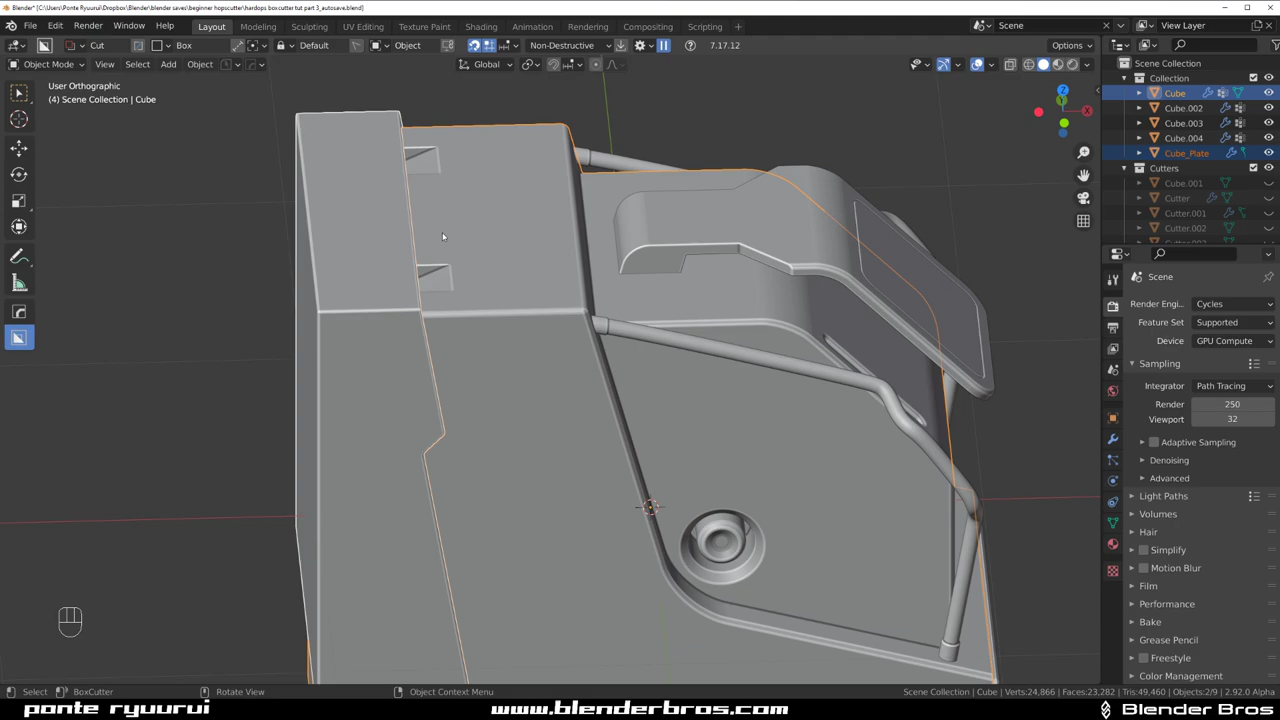 Blender* [C:\Users\Ponte Ryuurui\Dropbox\blender saves\beginner hopscutter\hardops boxcutter tut part 3_autosave.blend]
File Edit Render Window Help Layout Modeling Sculpting UV Editing Texture Paint Shading Animation Rendering Compositing Scripting + Scene View Layer
Cut Box Default Object Non-Destructive 7.17.12 Options
Object Mode View Select Add Object Global
User Orthographic
(4) Scene Collection | Cube
Z
Y
X
Scene Collection
Collection
Cube
Cube.002
Cube.003
Cube.004
Cube_Plate
Cutters
Cube.001
Cutter
Cutter.001
Cutter.002
Scene
Render Engi... Cycles
Feature Set Supported
Device GPU Compute
Sampling
Integrator Path Tracing
Render 250
Viewport 32
Adaptive Sampling
Denoising
Advanced
Light Paths
Volumes
Hair
Simplify
Motion Blur
Film
Performance
Bake
Grease Pencil
Freestyle
Color Management
Select BoxCutter Rotate View Object Context Menu Scene Collection | Cube Verts:24,866 | Faces:23,282 | Tris:49,460 | Objects:2/9 | 2.92.0 Alpha
ponte ryuurui www.blenderbros.com Blender Bros